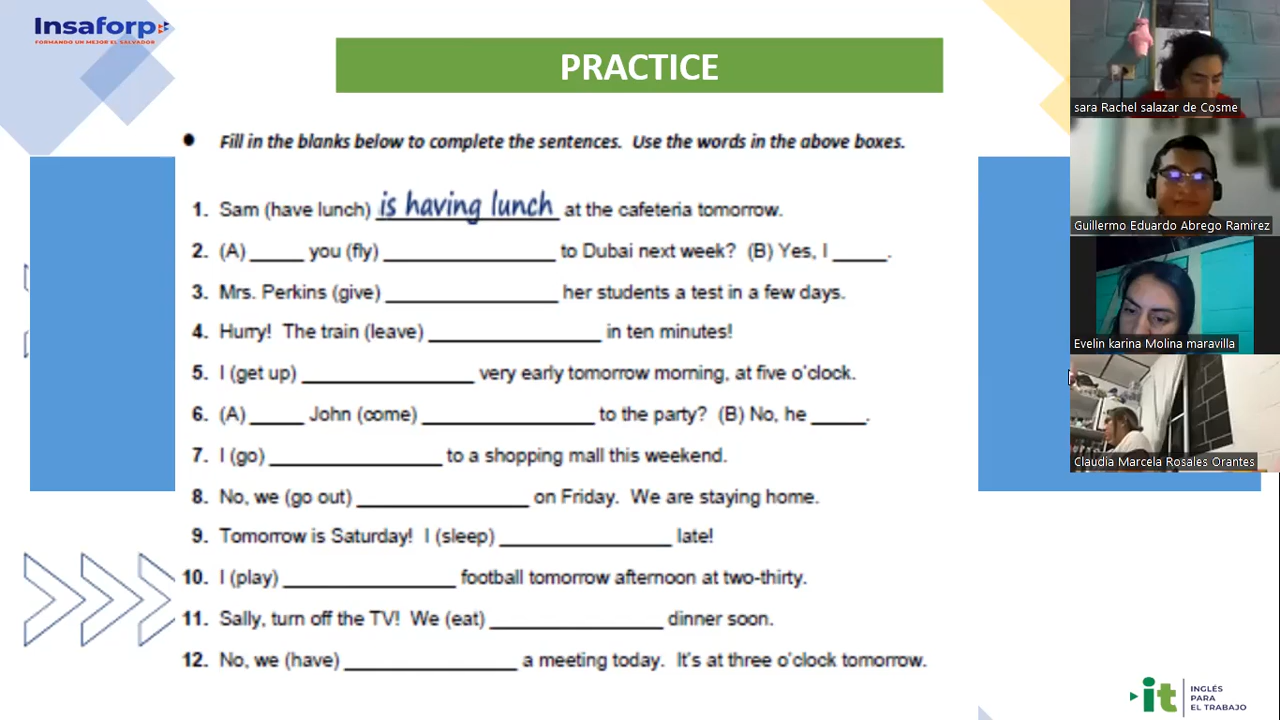 Insaforp
FORMANDO UN MEJOR EL SALVADOR
PRACTICE
Fill in the blanks below to complete the sentences. Use the words in the above boxes.
1. Sam (have lunch) is having lunch at the cafeteria tomorrow.
2. (A) _____ you (fly) ________________ to Dubai next week? (B) Yes, I _____.
3. Mrs. Perkins (give) ________________ her students a test in a few days.
4. Hurry! The train (leave) ________________ in ten minutes!
5. I (get up) ________________ very early tomorrow morning, at five o'clock.
6. (A) _____ John (come) ________________ to the party? (B) No, he _____.
7. I (go) ________________ to a shopping mall this weekend.
8. No, we (go out) ________________ on Friday. We are staying home.
9. Tomorrow is Saturday! I (sleep) ________________ late!
10. I (play) ________________ football tomorrow afternoon at two-thirty.
11. Sally, turn off the TV! We (eat) ________________ dinner soon.
12. No, we (have) ________________ a meeting today. It's at three o'clock tomorrow.
sara Rachel salazar de Cosme
Guillermo Eduardo Abrego Ramirez
Evelin karina Molina maravilla
Claudia Marcela Rosales Orantes
it
INGLÉS
PARA
EL TRABAJO